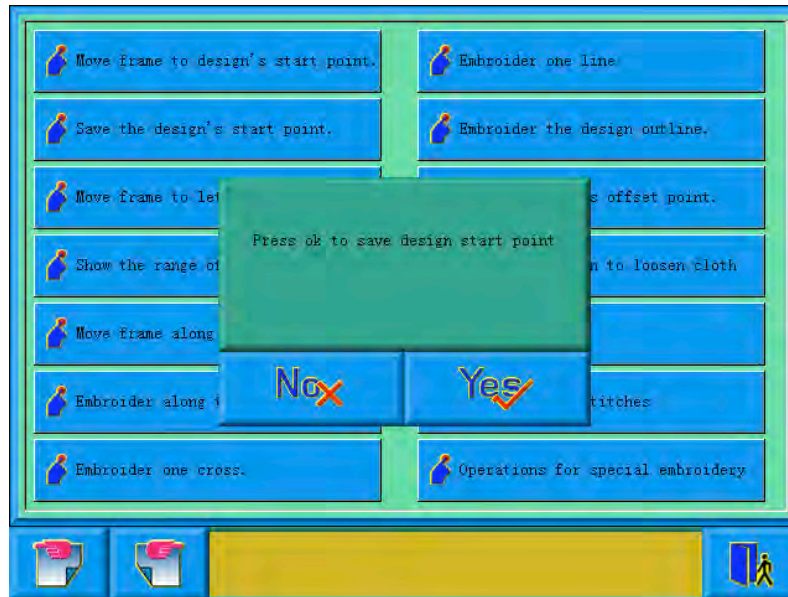 Move frame to design's start point.
Embroider one line
Save the design's start point.
Embroider the design outline.
Move frame to let
s offset point.
Press ok to save design start point
Show the range of
n to loosen cloth
Move frame along
No
Yes
Embroider along t
titches
Embroider one cross.
Operations for special embroidery